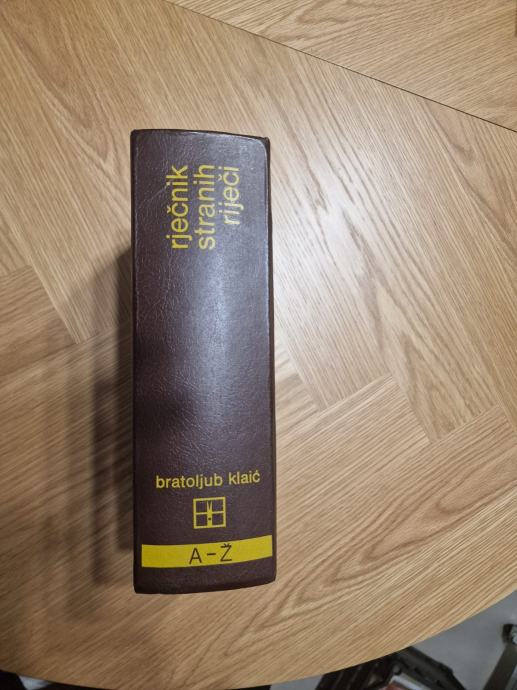 rječnik
stranih
riječi
bratoljub klaić
A-Ž